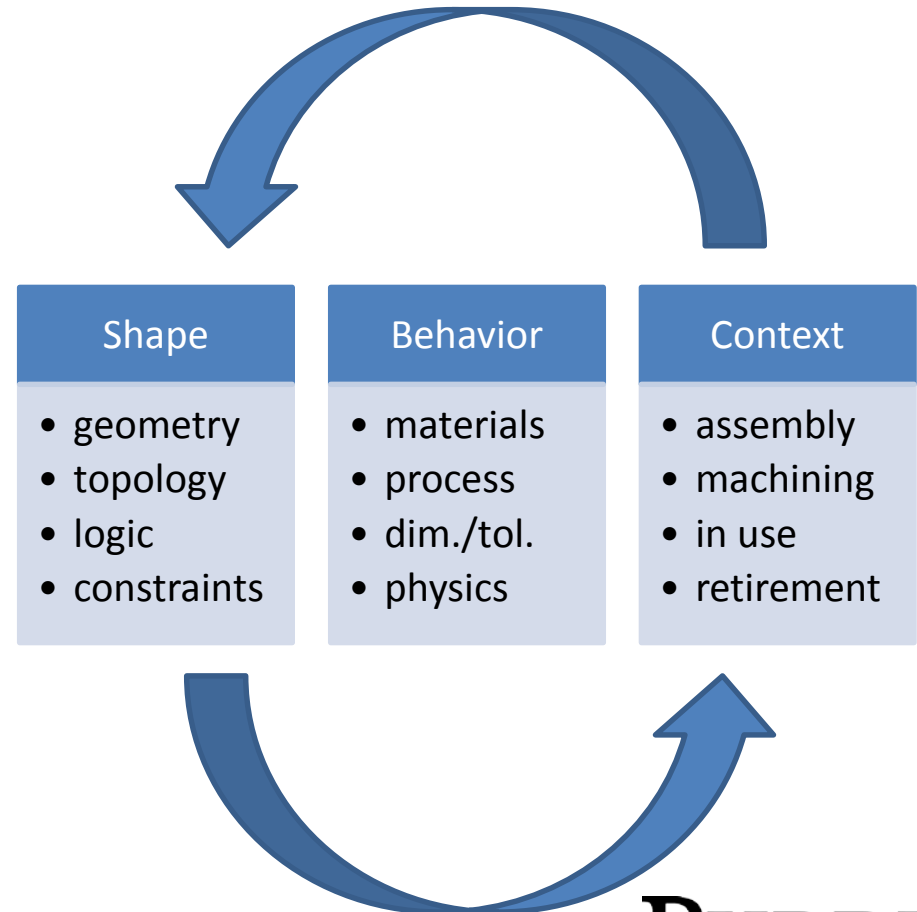 Shape
• geometry
• topology
• logic
• constraints
Behavior
• materials
• process
• dim./tol.
• physics
Context
• assembly
• machining
• in use
• retirement